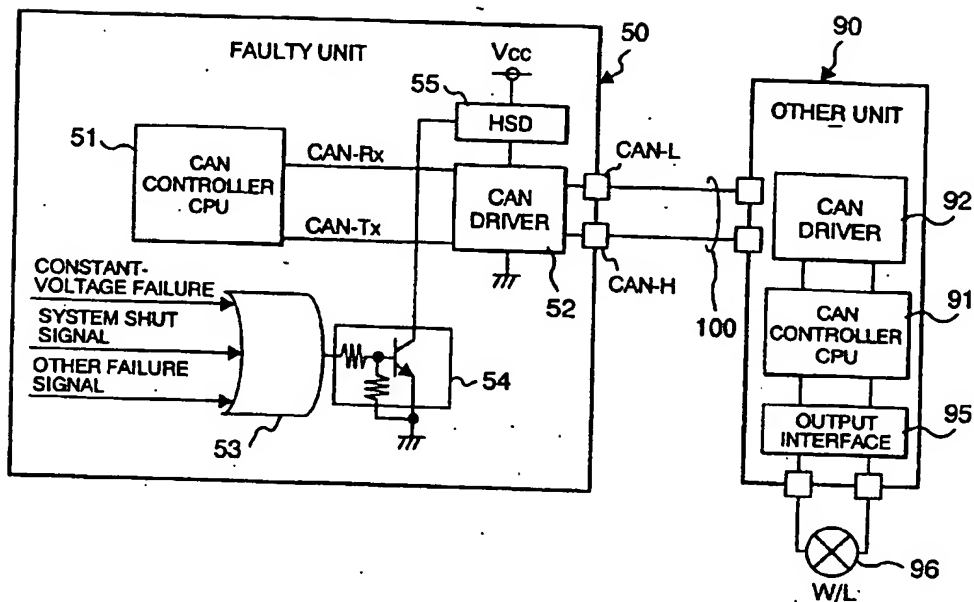 FAULTY UNIT
Vcc
50
90
55
HSD
OTHER UNIT
51
CAN
CONTROLLER
CPU
CAN-Rx
CAN-Tx
CAN
DRIVER
52
CAN-L
CAN-H
100
CAN
DRIVER
92
CAN
CONTROLLER
CPU
91
OUTPUT
INTERFACE
95
CONSTANT-
VOLTAGE FAILURE
SYSTEM SHUT
SIGNAL
OTHER FAILURE
SIGNAL
53
54
96
W/L